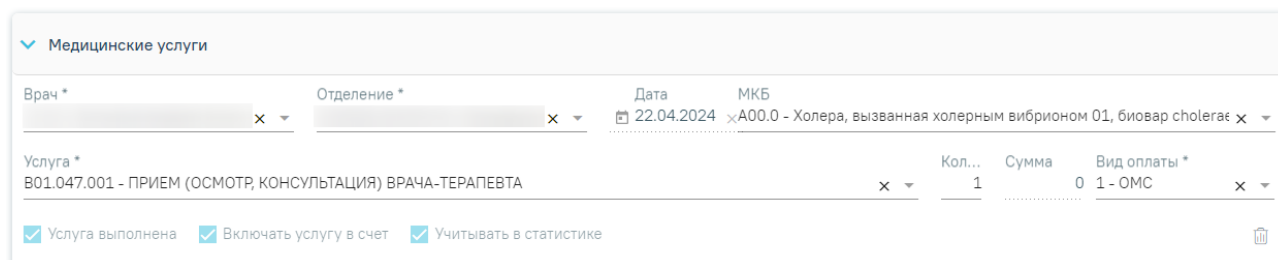 Медицинские услуги
Врач * Отделение * Дата МКБ
22.04.2024 A00.0 - Холера, вызванная холерным вибрионом 01, биовар cholerae
Услуга * Кол... Сумма Вид оплаты *
B01.047.001 - ПРИЕМ (ОСМОТР, КОНСУЛЬТАЦИЯ) ВРАЧА-ТЕРАПЕВТА 1 0 1 - ОМС
Услуга выполнена Включать услугу в счет Учитывать в статистике